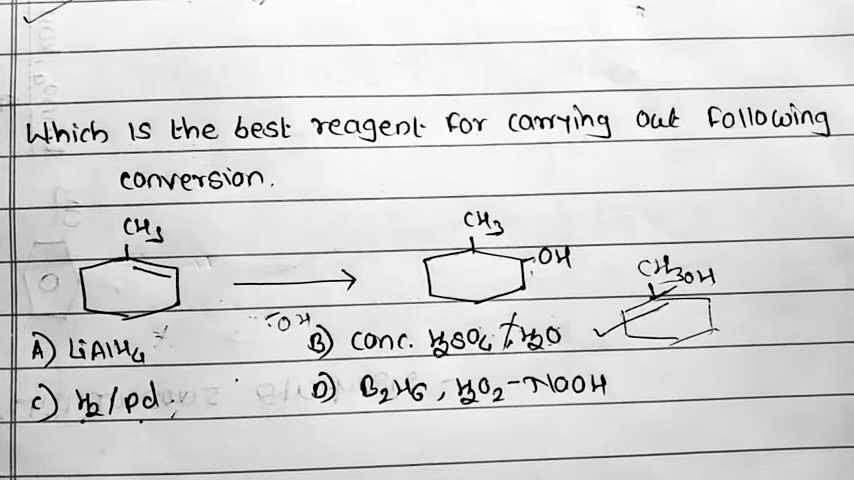 Which is the best reagent for carrying out following
conversion.
CH3
CH3
OH
CH3 OH
:OH
A) LiAlH4
B) conc. H2SO4 / H2O
C) H2/pd
D) B2H6, H2O2-NaOH